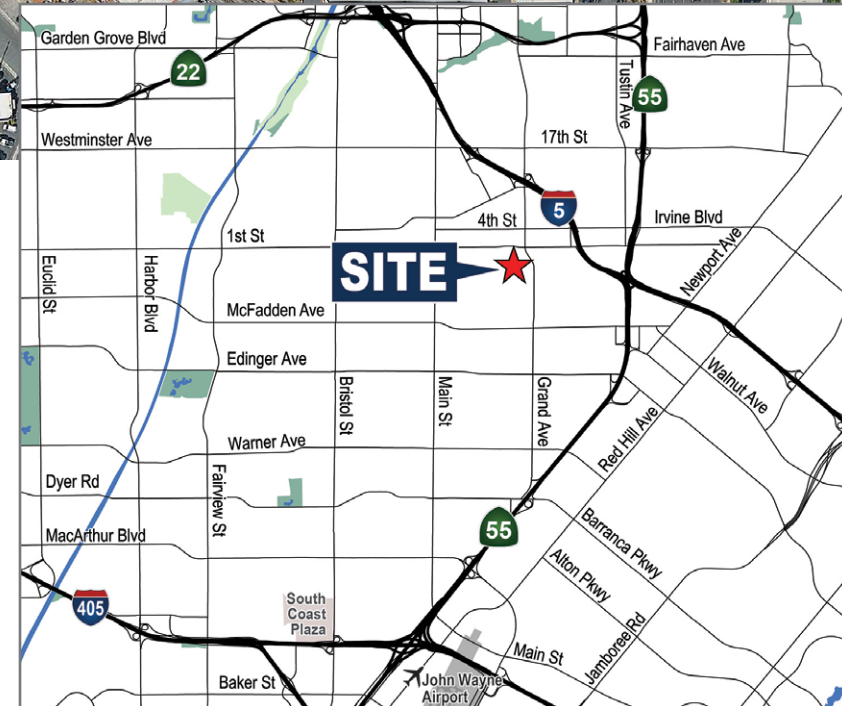 Garden Grove Blvd
22
Fairhaven Ave
Tustin Ave
55
Westminster Ave
17th St
5
4th St
Irvine Blvd
1st St
SITE
Newport Ave
Euclid St
Harbor Blvd
McFadden Ave
Edinger Ave
Walnut Ave
Bristol St
Main St
Grand Ave
Red Hill Ave
Warner Ave
Dyer Rd
Fairview St
55
MacArthur Blvd
Barranca Pkwy
Alton Pkwy
405
South
Coast
Plaza
Jamboree Rd
Main St
Baker St
John Wayne
Airport